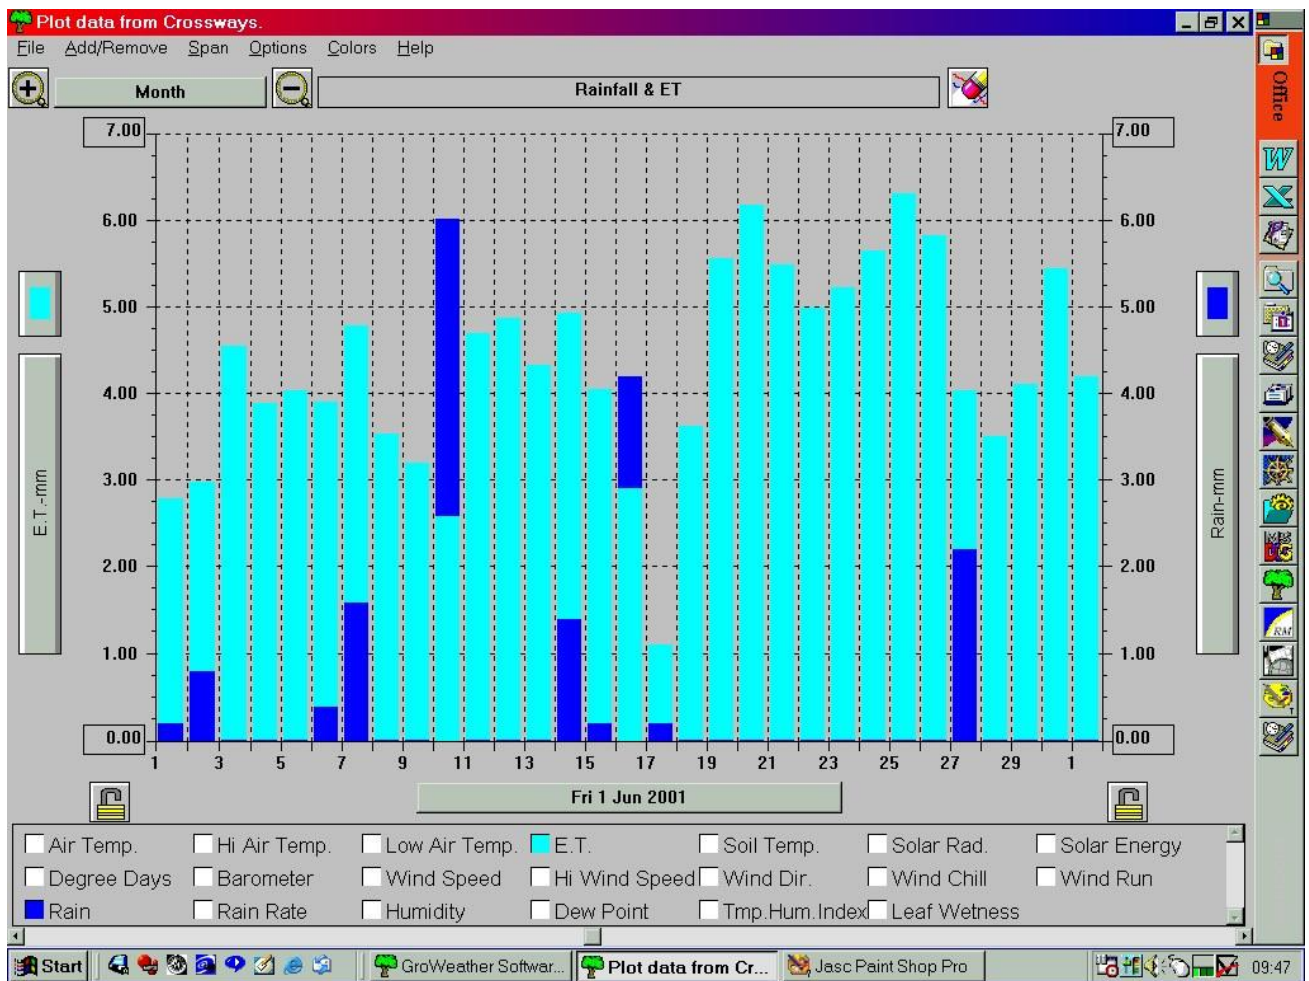 Plot data from Crossways.
File Add/Remove Span Options Colors Help
Month
Rainfall & ET
Office
7.00 7.00
6.00 6.00
5.00 5.00
4.00 4.00
3.00 3.00
2.00 2.00
1.00 1.00
0.00 0.00
E.T.-mm
Rain-mm
1 3 5 7 9 11 13 15 17 19 21 23 25 27 29 1
Fri 1 Jun 2001
Air Temp. Hi Air Temp. Low Air Temp. E.T. Soil Temp. Solar Rad. Solar Energy
Degree Days Barometer Wind Speed Hi Wind Speed Wind Dir. Wind Chill Wind Run
Rain Rain Rate Humidity Dew Point Tmp.Hum.Index Leaf Wetness
Start GroWeather Softwar... Plot data from Cr... Jasc Paint Shop Pro 09:47